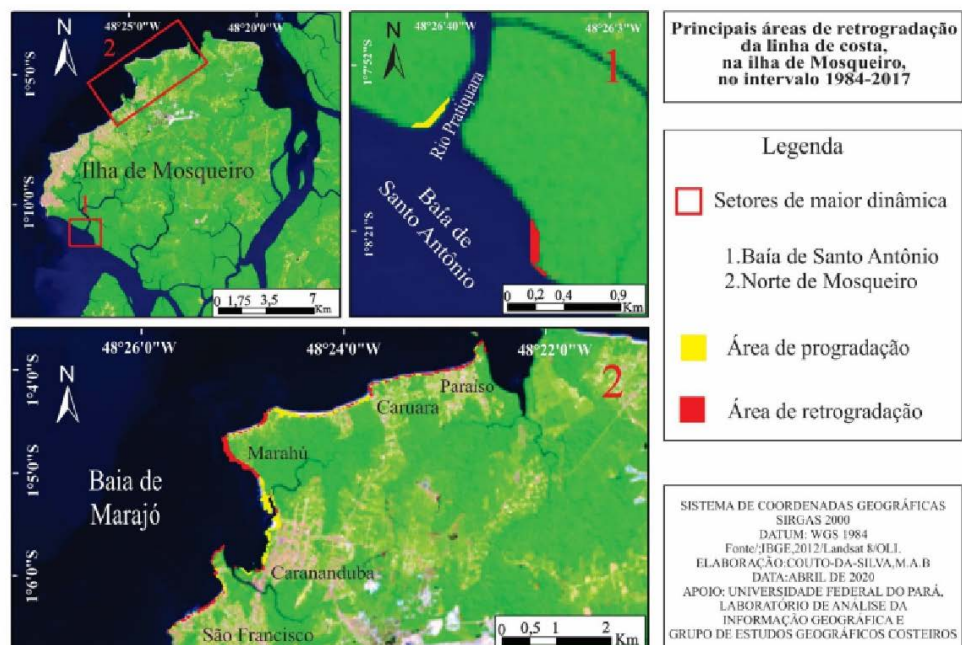 48°25'0"W
48°20'0"W
N
2
1°5'0"S
Ilha de Mosqueiro
1°10'0"S
1
0 1,75 3,5 7
Km
48°26'40"W
48°26'3"W
N
1
1°7'52"S
Rio Pratiquara
Baía de
Santo Antônio
1°8'21"S
0 0,2 0,4 0,9
Km
48°26'0"W
48°24'0"W
48°22'0"W
N
2
1°4'0"S
Paraíso
Caruara
Marahú
1°5'0"S
Baia de
Marajó
1°6'0"S
Carananduba
São Francisco
0 0,5 1 2
Km
Principais áreas de retrogradação
da linha de costa,
na ilha de Mosqueiro,
no intervalo 1984-2017
Legenda
Setores de maior dinâmica
1.Baía de Santo Antônio
2.Norte de Mosqueiro
Área de progradação
Área de retrogradação
SISTEMA DE COORDENADAS GEOGRÁFICAS
SIRGAS 2000
DATUM: WGS 1984
Fonte/;IBGE,2012/Landsat 8/OLI.
ELABORAÇÃO:COUTO-DA-SILVA,M.A.B
DATA:ABRIL DE 2020
APOIO: UNIVERSIDADE FEDERAL DO PARÁ.
LABORATÓRIO DE ANÁLISE DA
INFORMAÇÃO GEOGRÁFICA E
GRUPO DE ESTUDOS GEOGRÁFICOS COSTEIROS